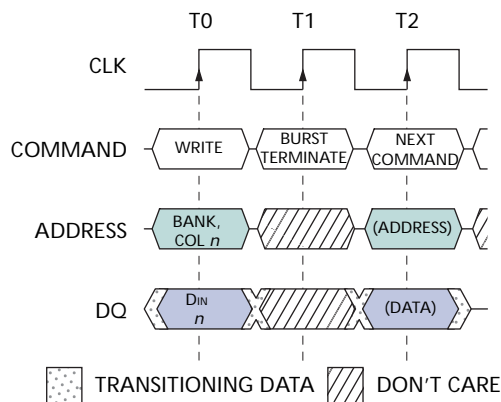 T0 T1 T2
CLK
COMMAND WRITE BURST TERMINATE NEXT COMMAND
ADDRESS BANK, COL n (ADDRESS)
DQ DIN n (DATA)
TRANSITIONING DATA DON'T CARE